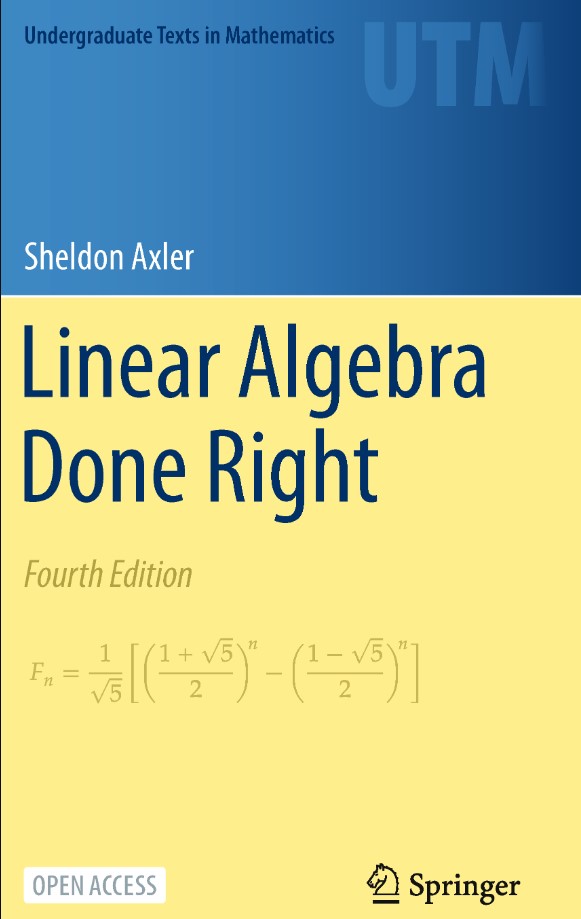 Undergraduate Texts in Mathematics
UTM
Sheldon Axler
Linear Algebra
Done Right
Fourth Edition
Fₙ = 1/√5 [((1 + √5)/2)ⁿ − ((1 − √5)/2)ⁿ]
OPEN ACCESS
Springer